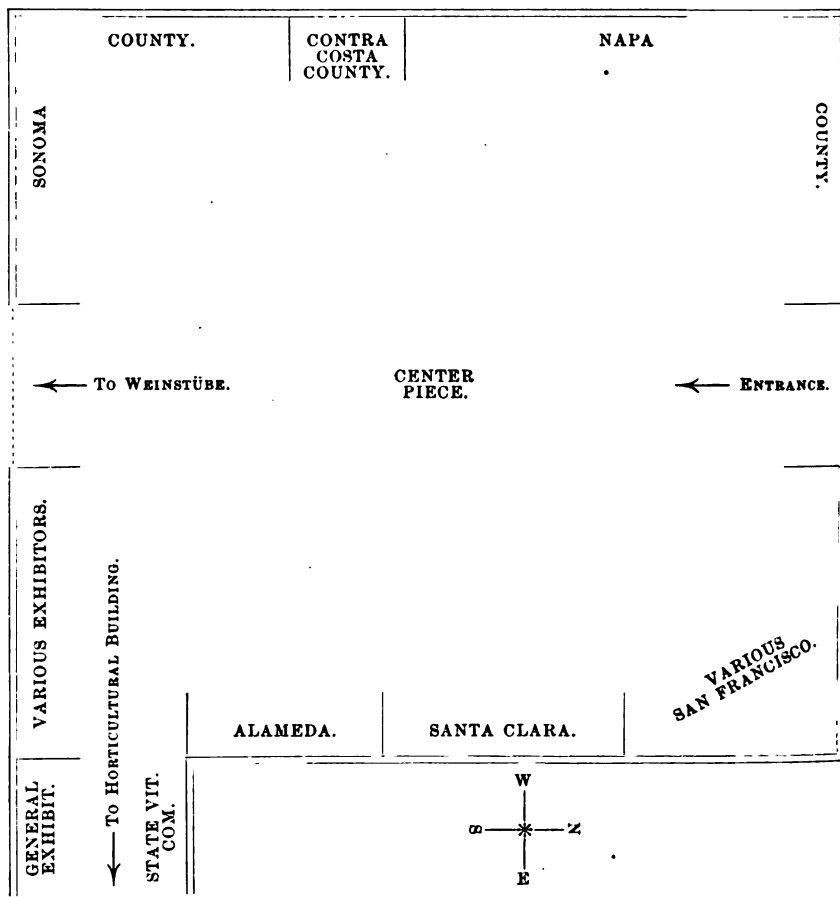 COUNTY.
CONTRA
COSTA
COUNTY.
NAPA
SONOMA
COUNTY.
← TO WEINSTÜBE.
CENTER
PIECE.
← ENTRANCE.
VARIOUS EXHIBITORS.
← TO HORTICULTURAL BUILDING.
VARIOUS
SAN FRANCISCO.
ALAMEDA.
SANTA CLARA.
GENERAL
EXHIBIT.
STATE VIT.
COM.
W
S
N
E